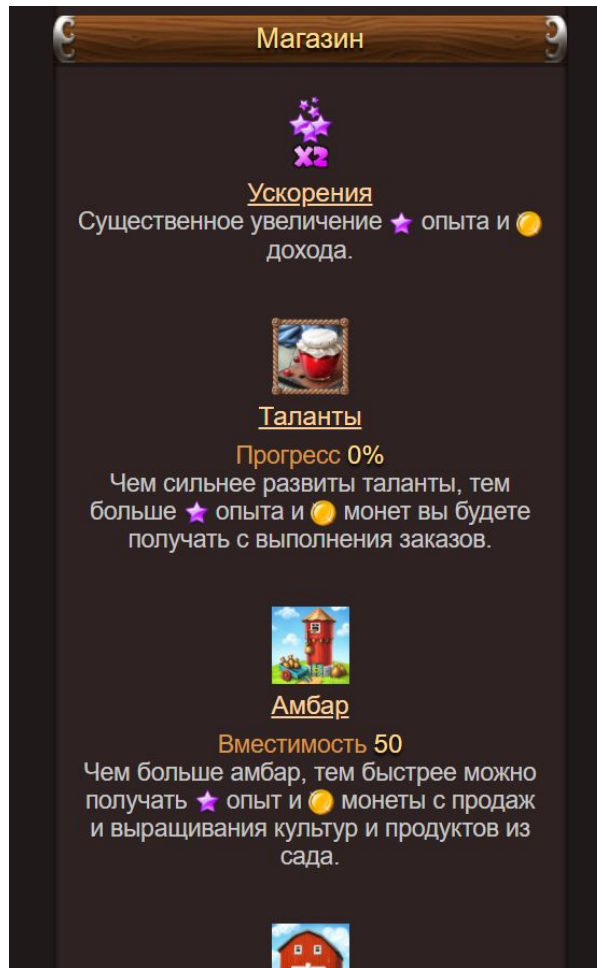 Магазин
X2
Ускорения
Существенное увеличение опыта и
дохода.
Таланты
Прогресс 0%
Чем сильнее развиты таланты, тем
больше опыта и монет вы будете
получать с выполнения заказов.
Амбар
Вместимость 50
Чем больше амбар, тем быстрее можно
получать опыт и монеты с продаж
и выращивания культур и продуктов из
сада.